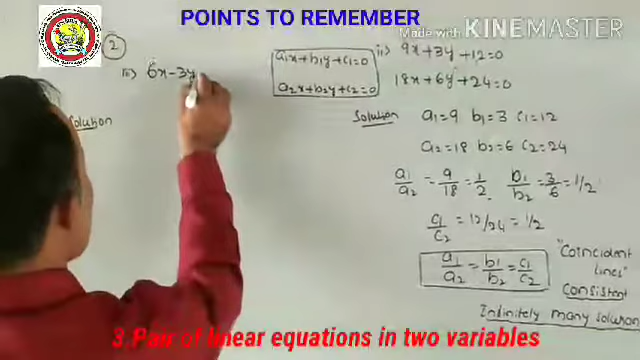 POINTS TO REMEMBER
Made with KINEMASTER
2
iii) 6x-3y
Solution
a1x+b1y+c1=0
a2x+b2y+c2=0
ii) 9x+3y+12=0
18x+6y+24=0
Solution a1=9 b1=3 c1=12
a2=18 b2=6 c2=24
a1/a2 = 9/18 = 1/2 b1/b2 = 3/6 = 1/2
c1/c2 = 12/24 = 1/2
a1/a2 = b1/b2 = c1/c2
"Coincident
lines"
Consistent
Infinitely many solution
3.Pair of linear equations in two variables